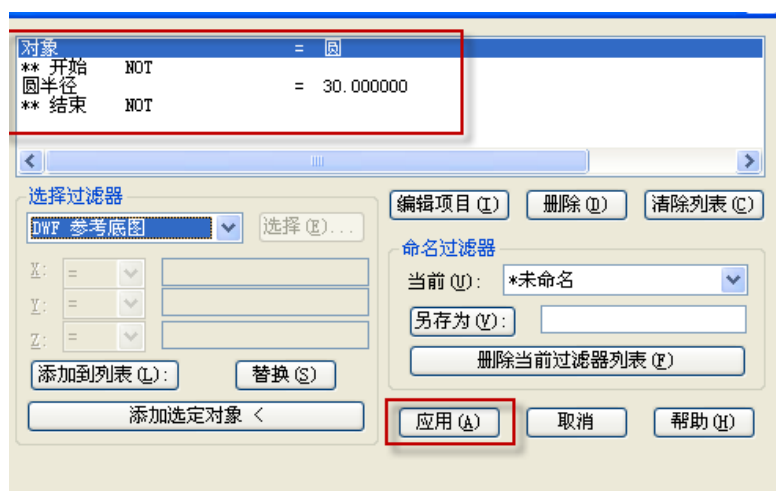 对象 = 圆
** 开始 NOT
圆半径 = 30.000000
** 结束 NOT
选择过滤器
DWF 参考底图
选择(E)...
X: =
Y: =
Z: =
添加到列表(L):
替换(S)
添加选定对象 <
编辑项目(I)
删除(D)
清除列表(C)
命名过滤器
当前(U): *未命名
另存为(V):
删除当前过滤器列表(F)
应用(A)
取消
帮助(H)